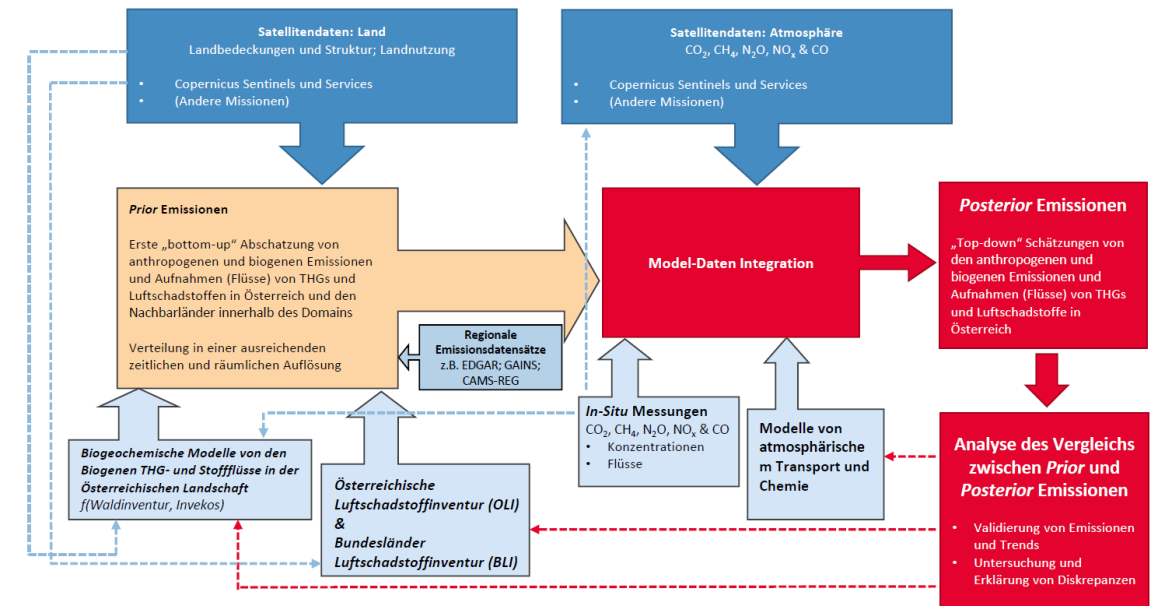 Satellitendaten: Land
Landbedeckungen und Struktur; Landnutzung
• Copernicus Sentinels und Services
• (Andere Missionen)
Satellitendaten: Atmosphäre
CO₂, CH₄, N₂O, NOₓ & CO
• Copernicus Sentinels und Services
• (Andere Missionen)
Prior Emissionen
Erste „bottom-up“ Abschatzung von
anthropogenen und biogenen Emissionen
und Aufnahmen (Flüsse) von THGs und
Luftschadstoffen in Österreich und den
Nachbarländer innerhalb des Domains
Verteilung in einer ausreichenden
zeitlichen und räumlichen Auflösung
Regionale
Emissionsdatensätze
z.B. EDGAR; GAINS;
CAMS-REG
Model-Daten Integration
Posterior Emissionen
„Top-down“ Schätzungen von
den anthropogenen und
biogenen Emissionen und
Aufnahmen (Flüsse) von THGs
und Luftschadstoffe in
Österreich
Biogeochemische Modelle von den
Biogenen THG- und Stoffflüsse in der
Österreichischen Landschaft
f(Waldinventur, Invekos)
Österreichische
Luftschadstoffinventur (OLI)
&
Bundesländer
Luftschadstoffinventur (BLI)
In-Situ Messungen
CO₂, CH₄, N₂O, NOₓ & CO
• Konzentrationen
• Flüsse
Modelle von
atmosphärische
m Transport und
Chemie
Analyse des Vergleichs
zwischen Prior und
Posterior Emissionen
• Validierung von Emissionen
und Trends
• Untersuchung und
Erklärung von Diskrepanzen